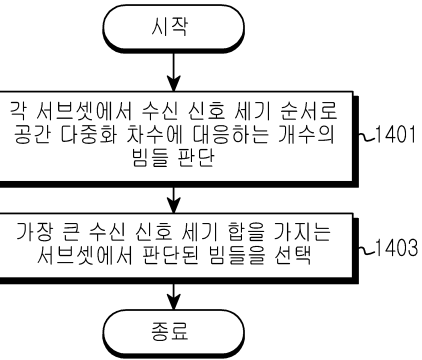 시작
각 서브셋에서 수신 신호 세기 순서로
공간 다중화 차수에 대응하는 개수의
빔들 판단
1401
가장 큰 수신 신호 세기 합을 가지는
서브셋에서 판단된 빔들을 선택
1403
종료